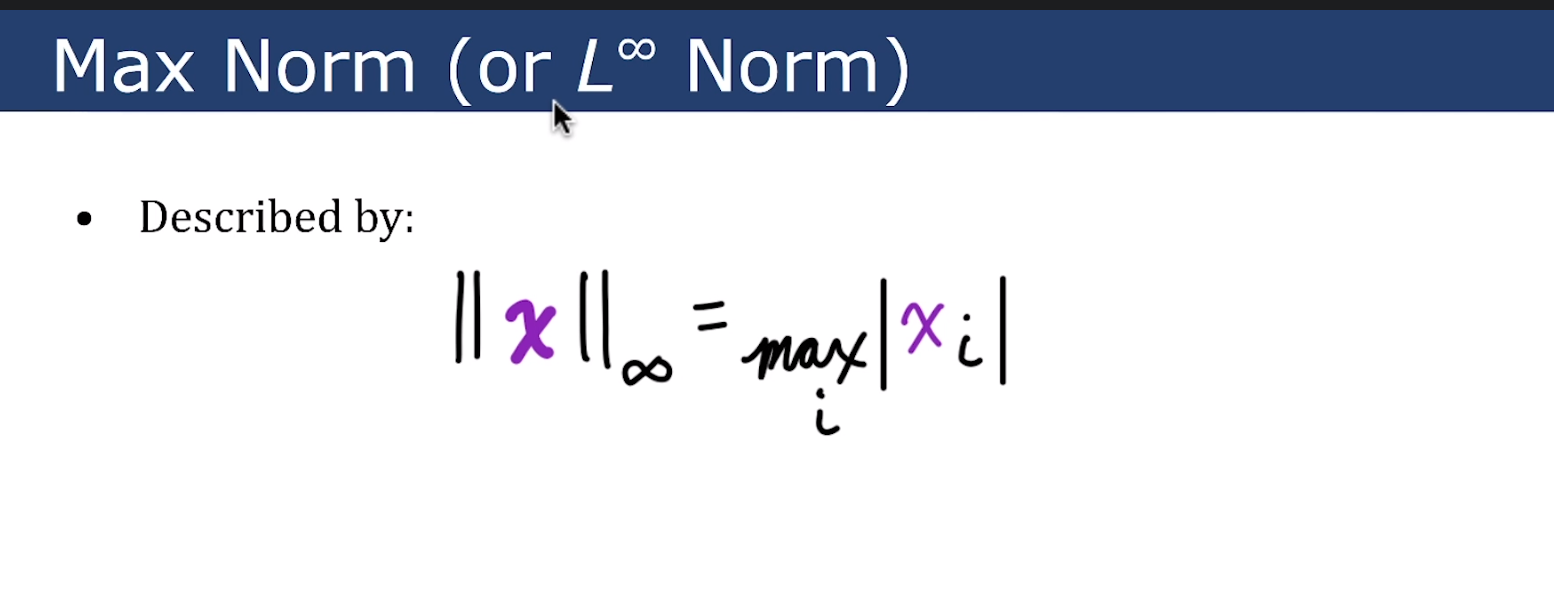 Max Norm (or L∞ Norm)
• Described by:
||x||∞ = max|xi|
i